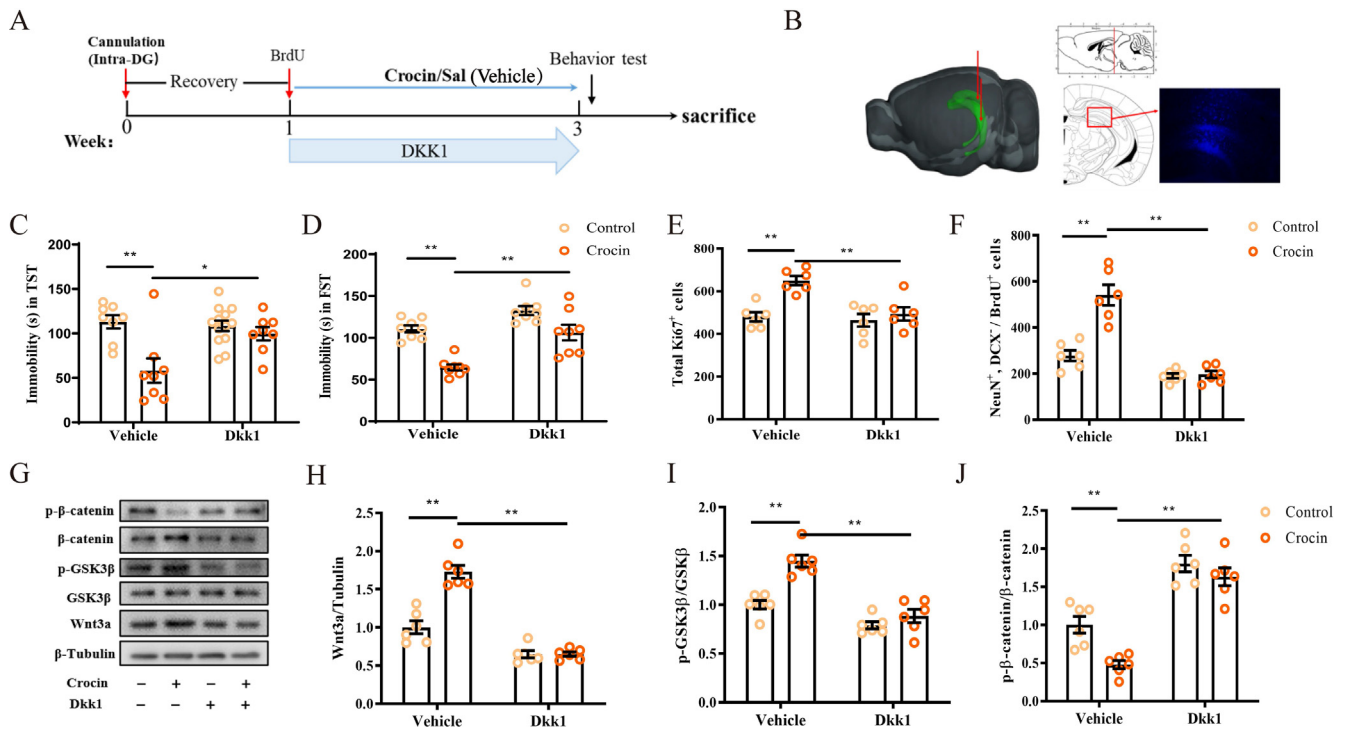 A
Cannulation
(Intra-DG)
BrdU
Behavior test
Recovery
Crocin/Sal (Vehicle)
sacrifice
Week:
0
1
3
DKK1
B
C
Immobility (s) in TST
200
150
100
50
0
**
*
Vehicle
Dkk1
D
Immobility (s) in FST
200
150
100
50
0
**
**
Vehicle
Dkk1
Control
Crocin
E
Total Ki67⁺ cells
800
600
400
200
0
**
**
Vehicle
Dkk1
F
NeuN⁺, DCX⁻/ BrdU⁺ cells
800
600
400
200
0
**
**
Vehicle
Dkk1
Control
Crocin
G
p-β-catenin
β-catenin
p-GSK3β
GSK3β
Wnt3a
β-Tubulin
Crocin − + − +
Dkk1 − − + +
H
Wnt3a/Tubulin
2.5
2.0
1.5
1.0
0.5
0.0
**
**
Vehicle
Dkk1
I
p-GSK3β/GSKβ
2.0
1.5
1.0
0.5
0.0
**
**
Vehicle
Dkk1
J
p-β-catenin/β-catenin
2.5
2.0
1.5
1.0
0.5
0.0
**
**
Vehicle
Dkk1
Control
Crocin